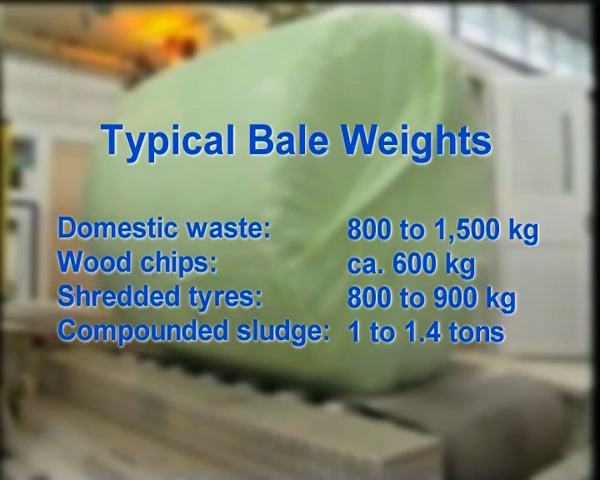 Typical Bale Weights
Domestic waste: 800 to 1,500 kg
Wood chips: ca. 600 kg
Shredded tyres: 800 to 900 kg
Compounded sludge: 1 to 1.4 tons